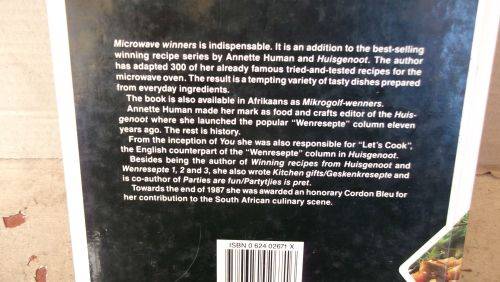 Microwave winners is indispensable. It is an addition to the best-selling
winning recipe series by Annette Human and Huisgenoot. The author
has adapted 300 of her already famous tried-and-tested recipes for the
microwave oven. The result is a tempting variety of tasty dishes prepared
from everyday ingredients.
The book is also available in Afrikaans as Mikrogolf-wenners.
Annette Human made her mark as food and crafts editor of the Huis-
genoot where she launched the popular "Wenresepte" column eleven
years ago. The rest is history.
From the inception of You she was also responsible for "Let's Cook",
the English counterpart of the "Wenresepte" column in Huisgenoot.
Besides being the author of Winning recipes from Huisgenoot and
Wenresepte 1, 2 and 3, she also wrote Kitchen gifts/Geskenkresepte and
is co-author of Parties are fun/Partytjies is pret.
Towards the end of 1987 she was awarded an honorary Cordon Bleu for
her contribution to the South African culinary scene.
ISBN 0 624 02671 X